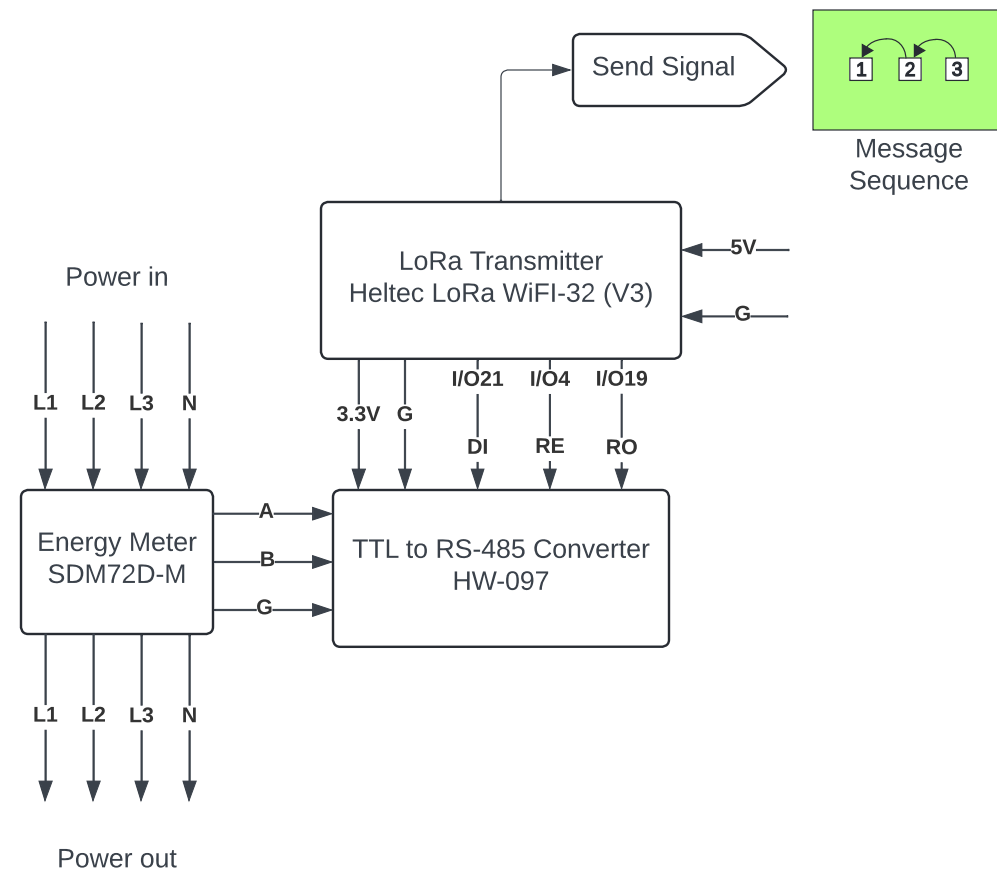 Send Signal
1 2 3
Message
Sequence
LoRa Transmitter
Heltec LoRa WiFI-32 (V3)
5V
G
Power in
I/O21 I/O4 I/O19
L1 L2 L3 N
3.3V G
DI RE RO
A
B
G
Energy Meter
SDM72D-M
TTL to RS-485 Converter
HW-097
L1 L2 L3 N
Power out